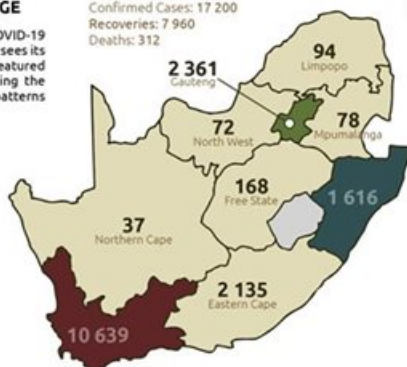 GE
OVID-19
sees its
eatured
ing the
atterns
Confirmed Cases: 17 200
Recoveries: 7 960
Deaths: 312
94
Limpopo
2 361
Gauteng
72
North West
78
Mpumalanga
168
Free State
1 616
37
Northern Cape
2 135
Eastern Cape
10 639